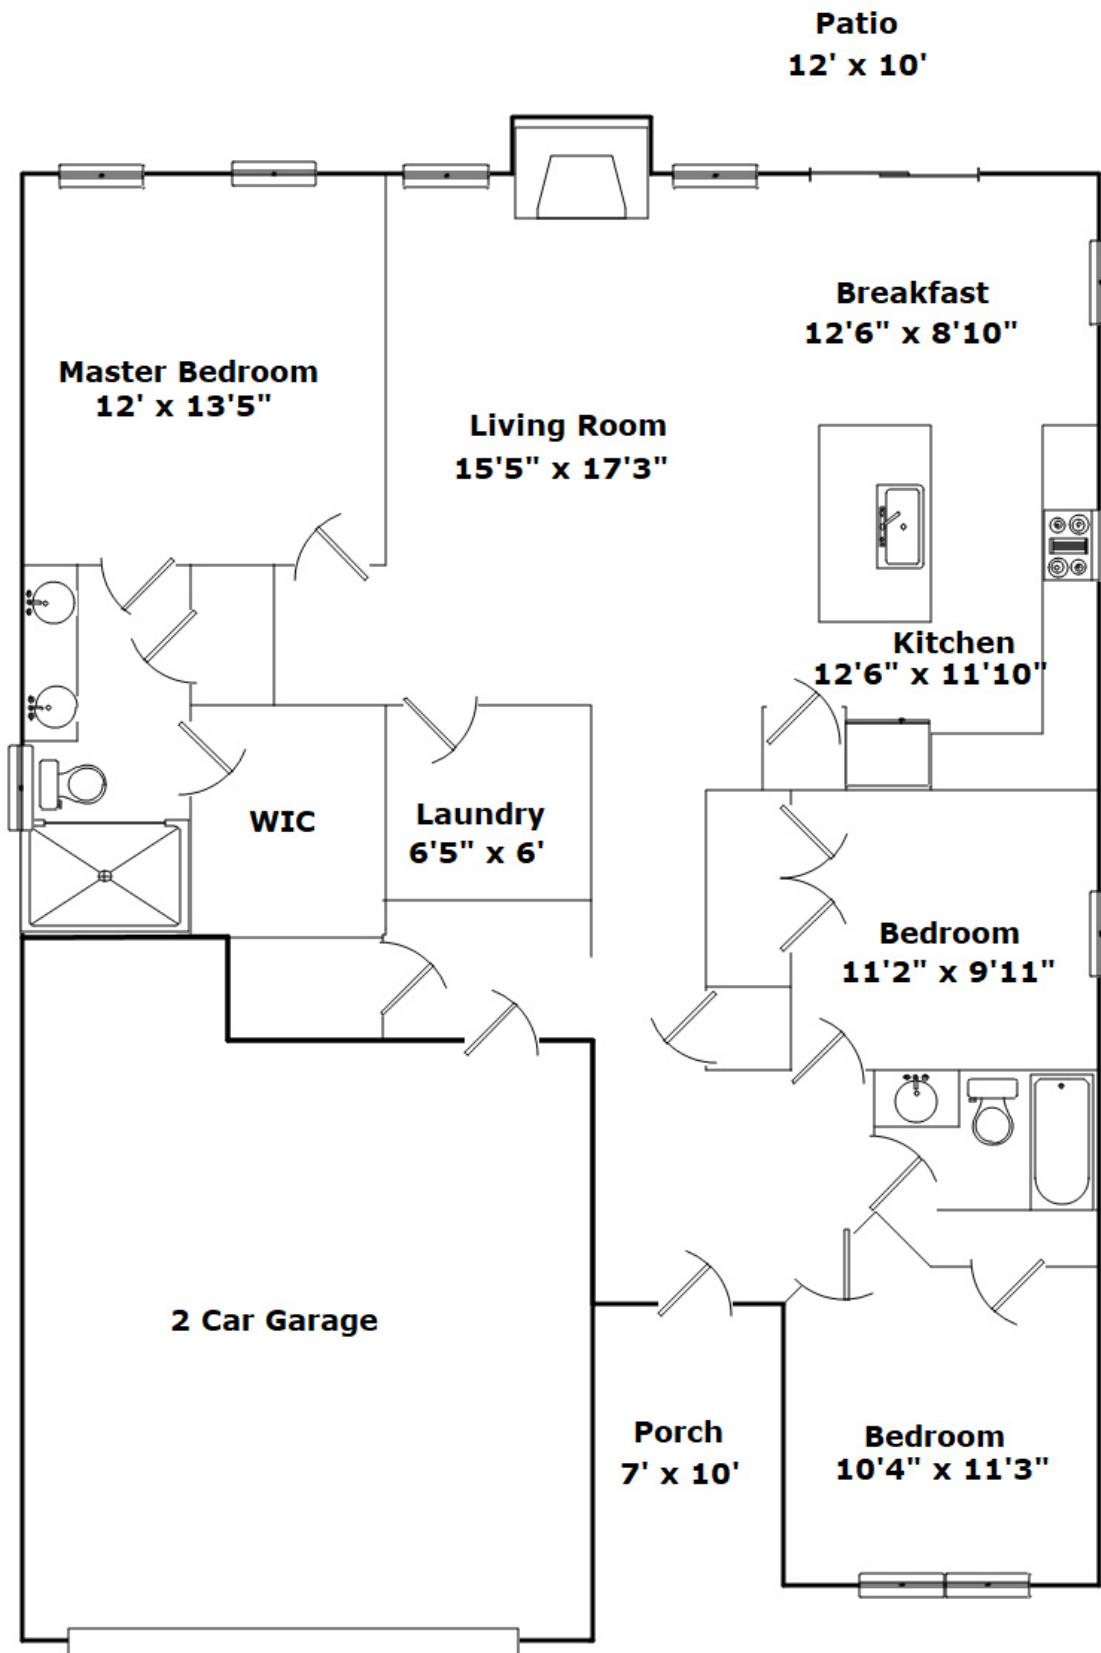 Patio
12' x 10'
Breakfast
12'6" x 8'10"
Master Bedroom
12' x 13'5"
Living Room
15'5" x 17'3"
Kitchen
12'6" x 11'10"
WIC
Laundry
6'5" x 6'
Bedroom
11'2" x 9'11"
2 Car Garage
Porch
7' x 10'
Bedroom
10'4" x 11'3"